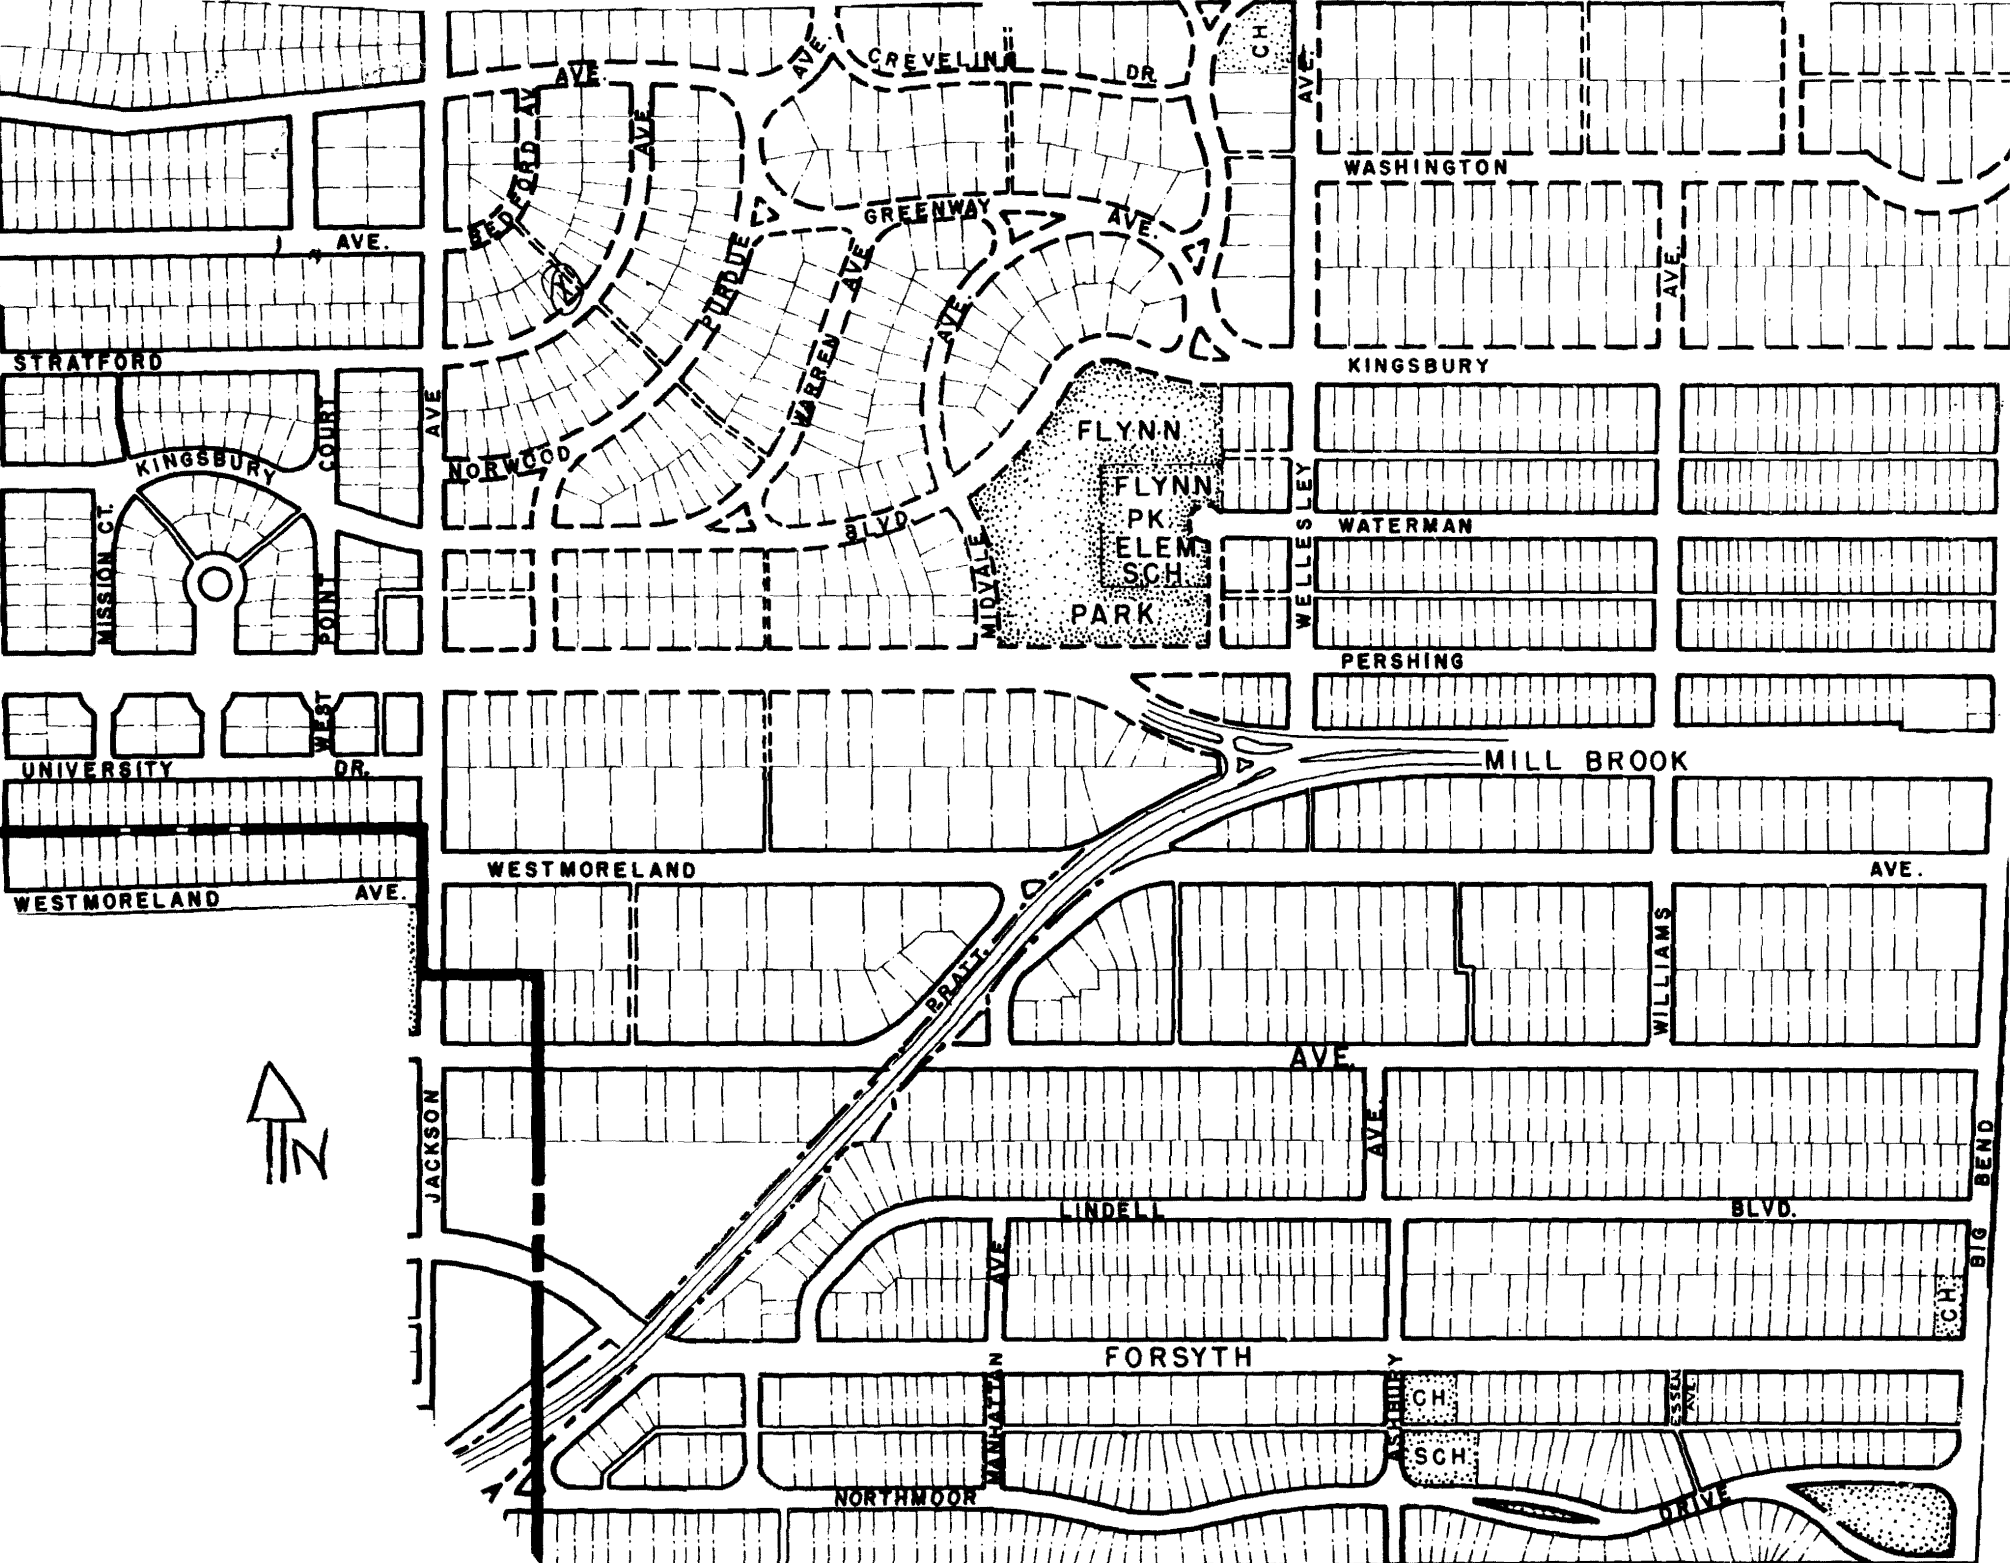 AVE.
AVE.
CREVELIN
DR.
CH
AVE.
BEDFORD AV
AVE
WASHINGTON
AVE.
GREENWAY
AVE.
PURDUE
AVE
AVE.
AVE.
STRATFORD
KINGSBURY
COURT
AVE
WARREN
FLYNN
KINGSBURY
NORWOOD
FLYNN
PK.
ELEM.
SCH.
PARK
WATERMAN
BLVD.
MISSION CT.
POINT
MIDVALE
WELLESLEY
PERSHING
WEST
UNIVERSITY
DR.
MILL BROOK
WESTMORELAND
AVE.
WESTMORELAND
AVE.
PRATT.
WILLIAMS
AVE.
N
JACKSON
AVE.
BIG BEND
LINDELL
BLVD.
AVE.
CH
FORSYTH
MANHATTAN
ASHBURY
CH
ESSEN
AVE.
SCH
NORTHMOOR
DRIVE